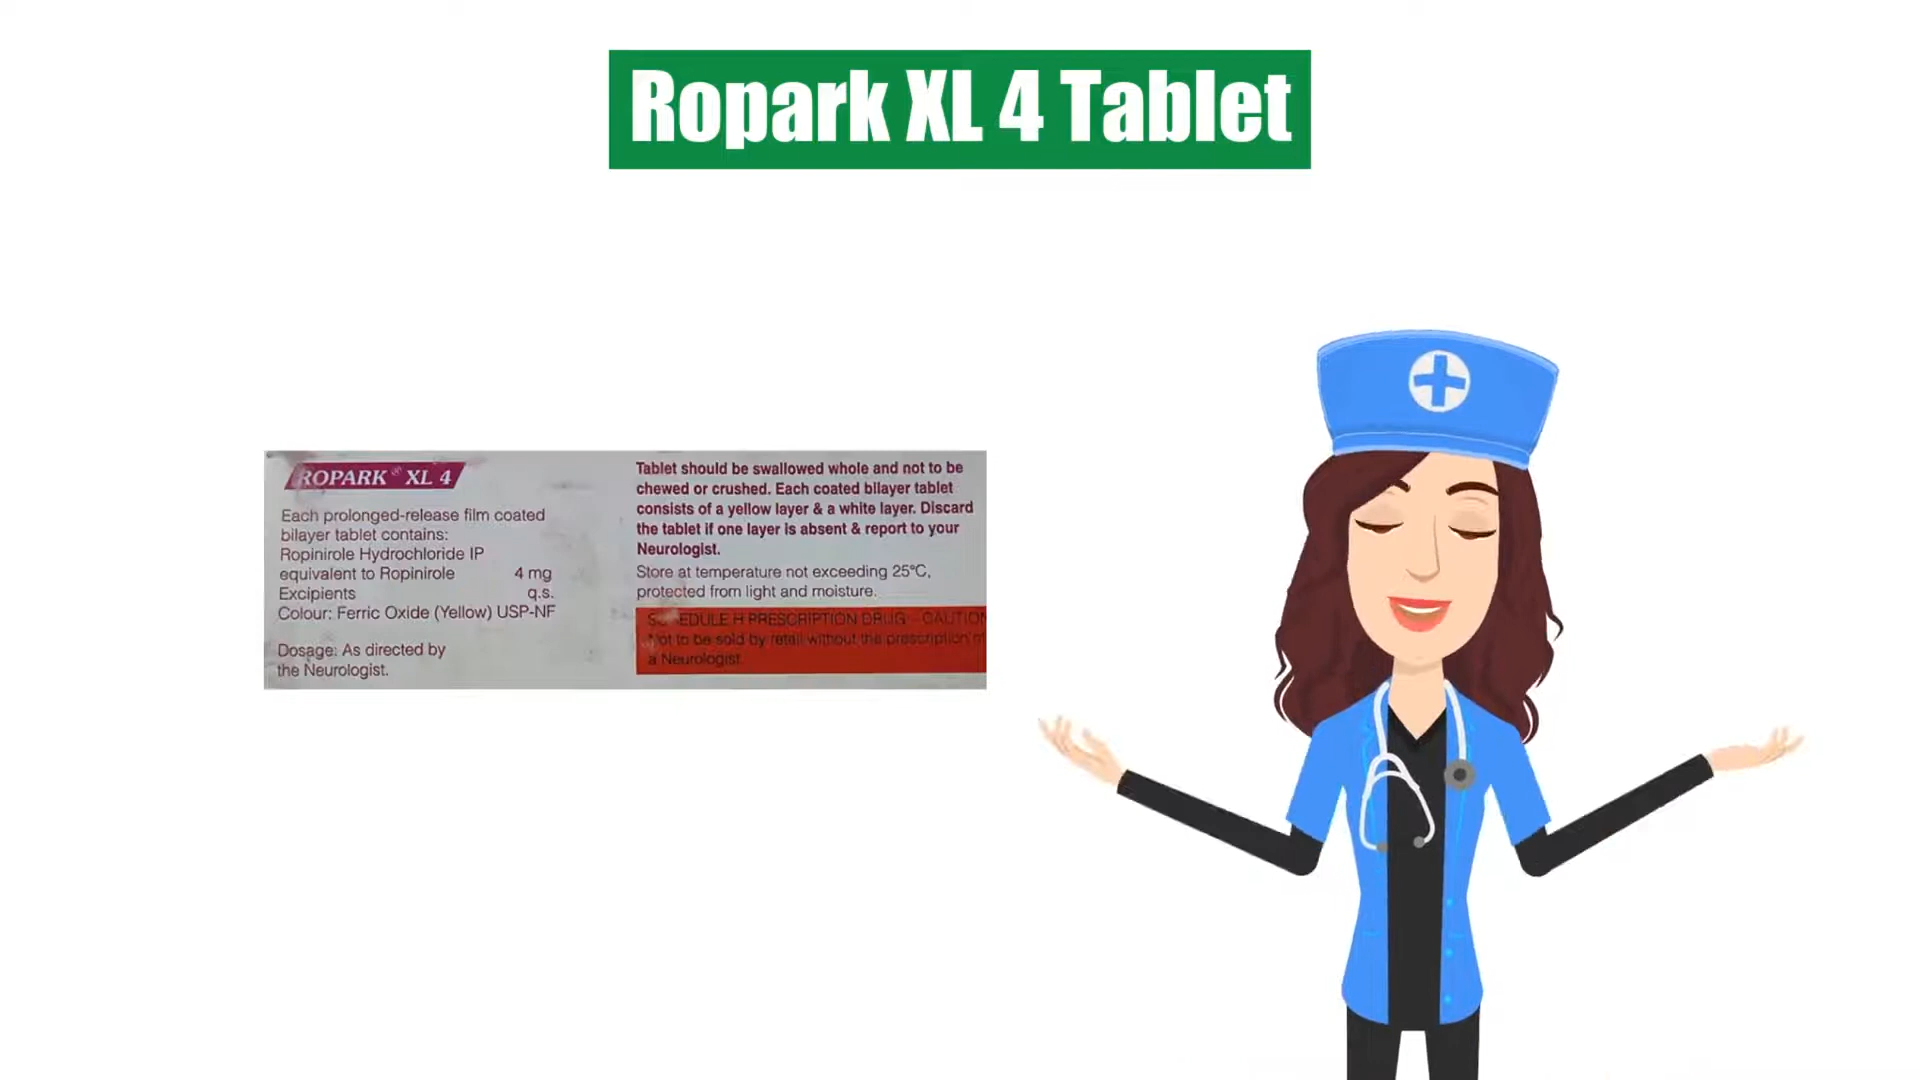 Ropark XL 4 Tablet
ROPARK® XL 4
Each prolonged-release film coated
bilayer tablet contains:
Ropinirole Hydrochloride IP
equivalent to Ropinirole 4 mg
Excipients q.s.
Colour: Ferric Oxide (Yellow) USP-NF
Dosage: As directed by
the Neurologist.
Tablet should be swallowed whole and not to be
chewed or crushed. Each coated bilayer tablet
consists of a yellow layer & a white layer. Discard
the tablet if one layer is absent & report to your
Neurologist.
Store at temperature not exceeding 25°C,
protected from light and moisture.
SCHEDULE H PRESCRIPTION DRUG - CAUTION
Not to be sold by retail without the prescription of
a Neurologist.